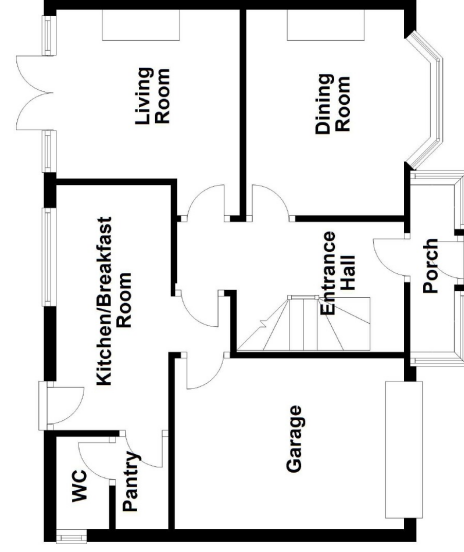 Living
Room
Dining
Room
Kitchen/Breakfast
Room
Entrance
Hall
Porch
Garage
WC
Pantry